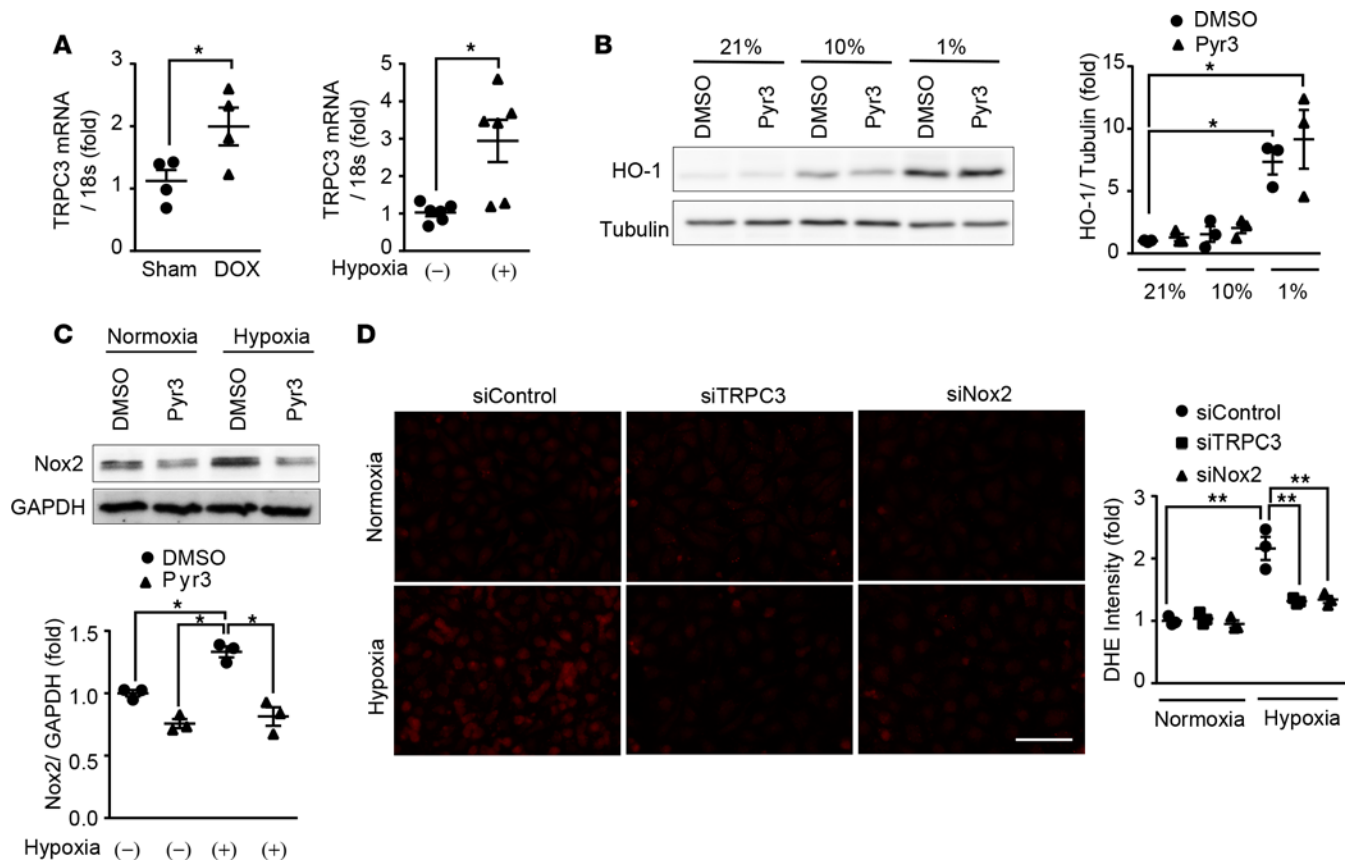 A
TRPC3 mRNA
/ 18s (fold)
3
2
1
0
*
Sham DOX
TRPC3 mRNA
/ 18s (fold)
5
4
3
2
1
0
*
Hypoxia (−) (+)
B
21% 10% 1%
DMSO Pyr3 DMSO Pyr3 DMSO Pyr3
HO-1
Tubulin
DMSO
Pyr3
HO-1/ Tubulin (fold)
15
10
5
0
*
*
21% 10% 1%
C
Normoxia Hypoxia
DMSO Pyr3 DMSO Pyr3
Nox2
GAPDH
DMSO
Pyr3
Nox2/ GAPDH (fold)
1.5
1.0
0.5
0.0
*
* *
Hypoxia (−) (−) (+) (+)
D
siControl siTRPC3 siNox2
Normoxia
Hypoxia
siControl
siTRPC3
siNox2
DHE Intensity (fold)
3
2
1
0
**
**
**
Normoxia Hypoxia